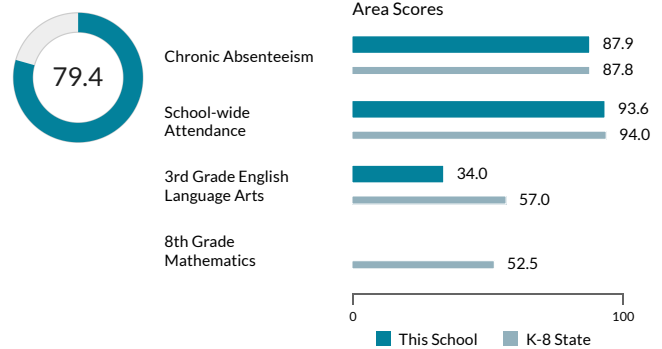 Area Scores
79.4
Chronic Absenteeism
87.9
87.8
School-wide
Attendance
93.6
94.0
3rd Grade English
Language Arts
34.0
57.0
8th Grade
Mathematics
52.5
0
100
This School
K-8 State